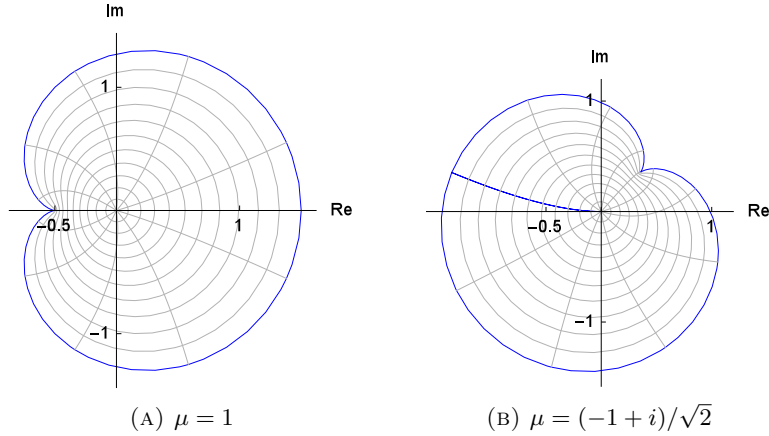 Im
1
Re
-0.5
1
-1
(A) μ = 1
Im
1
Re
-0.5
1
-1
(B) μ = (−1 + i)/√2